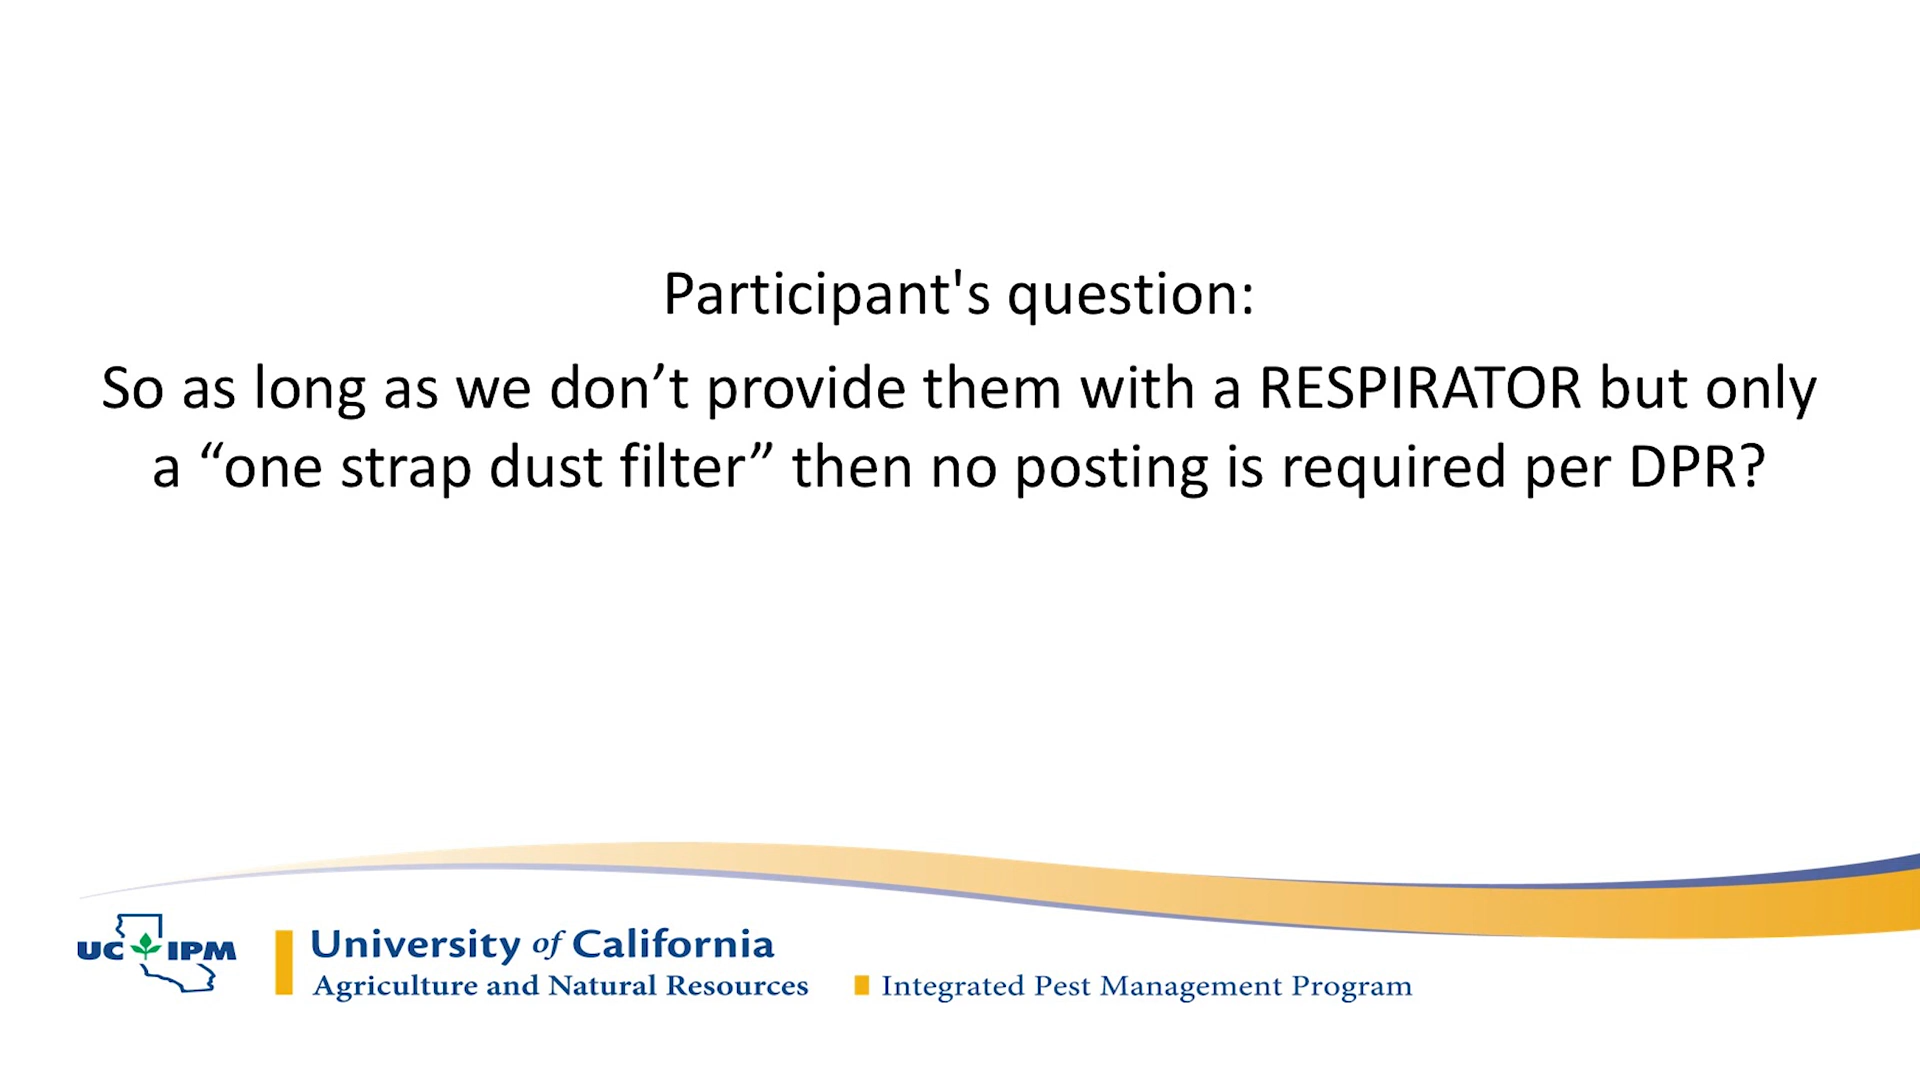 Participant's question:
So as long as we don’t provide them with a RESPIRATOR but only
a “one strap dust filter” then no posting is required per DPR?
UC IPM
University of California
Agriculture and Natural Resources
Integrated Pest Management Program